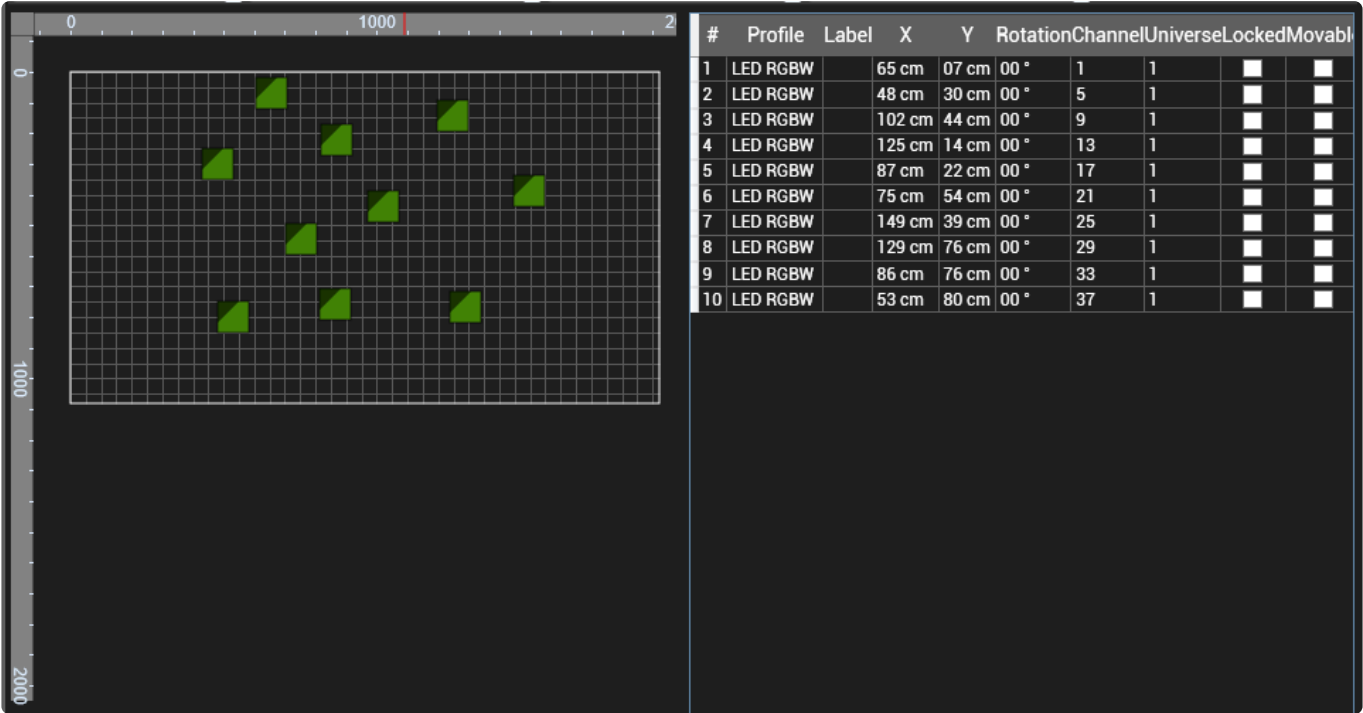 0 1000 2
0
1000
2000
# Profile Label X Y Rotation Channel Universe Locked Movabl
1 LED RGBW 65 cm 07 cm 00 ° 1 1
2 LED RGBW 48 cm 30 cm 00 ° 5 1
3 LED RGBW 102 cm 44 cm 00 ° 9 1
4 LED RGBW 125 cm 14 cm 00 ° 13 1
5 LED RGBW 87 cm 22 cm 00 ° 17 1
6 LED RGBW 75 cm 54 cm 00 ° 21 1
7 LED RGBW 149 cm 39 cm 00 ° 25 1
8 LED RGBW 129 cm 76 cm 00 ° 29 1
9 LED RGBW 86 cm 76 cm 00 ° 33 1
10 LED RGBW 53 cm 80 cm 00 ° 37 1